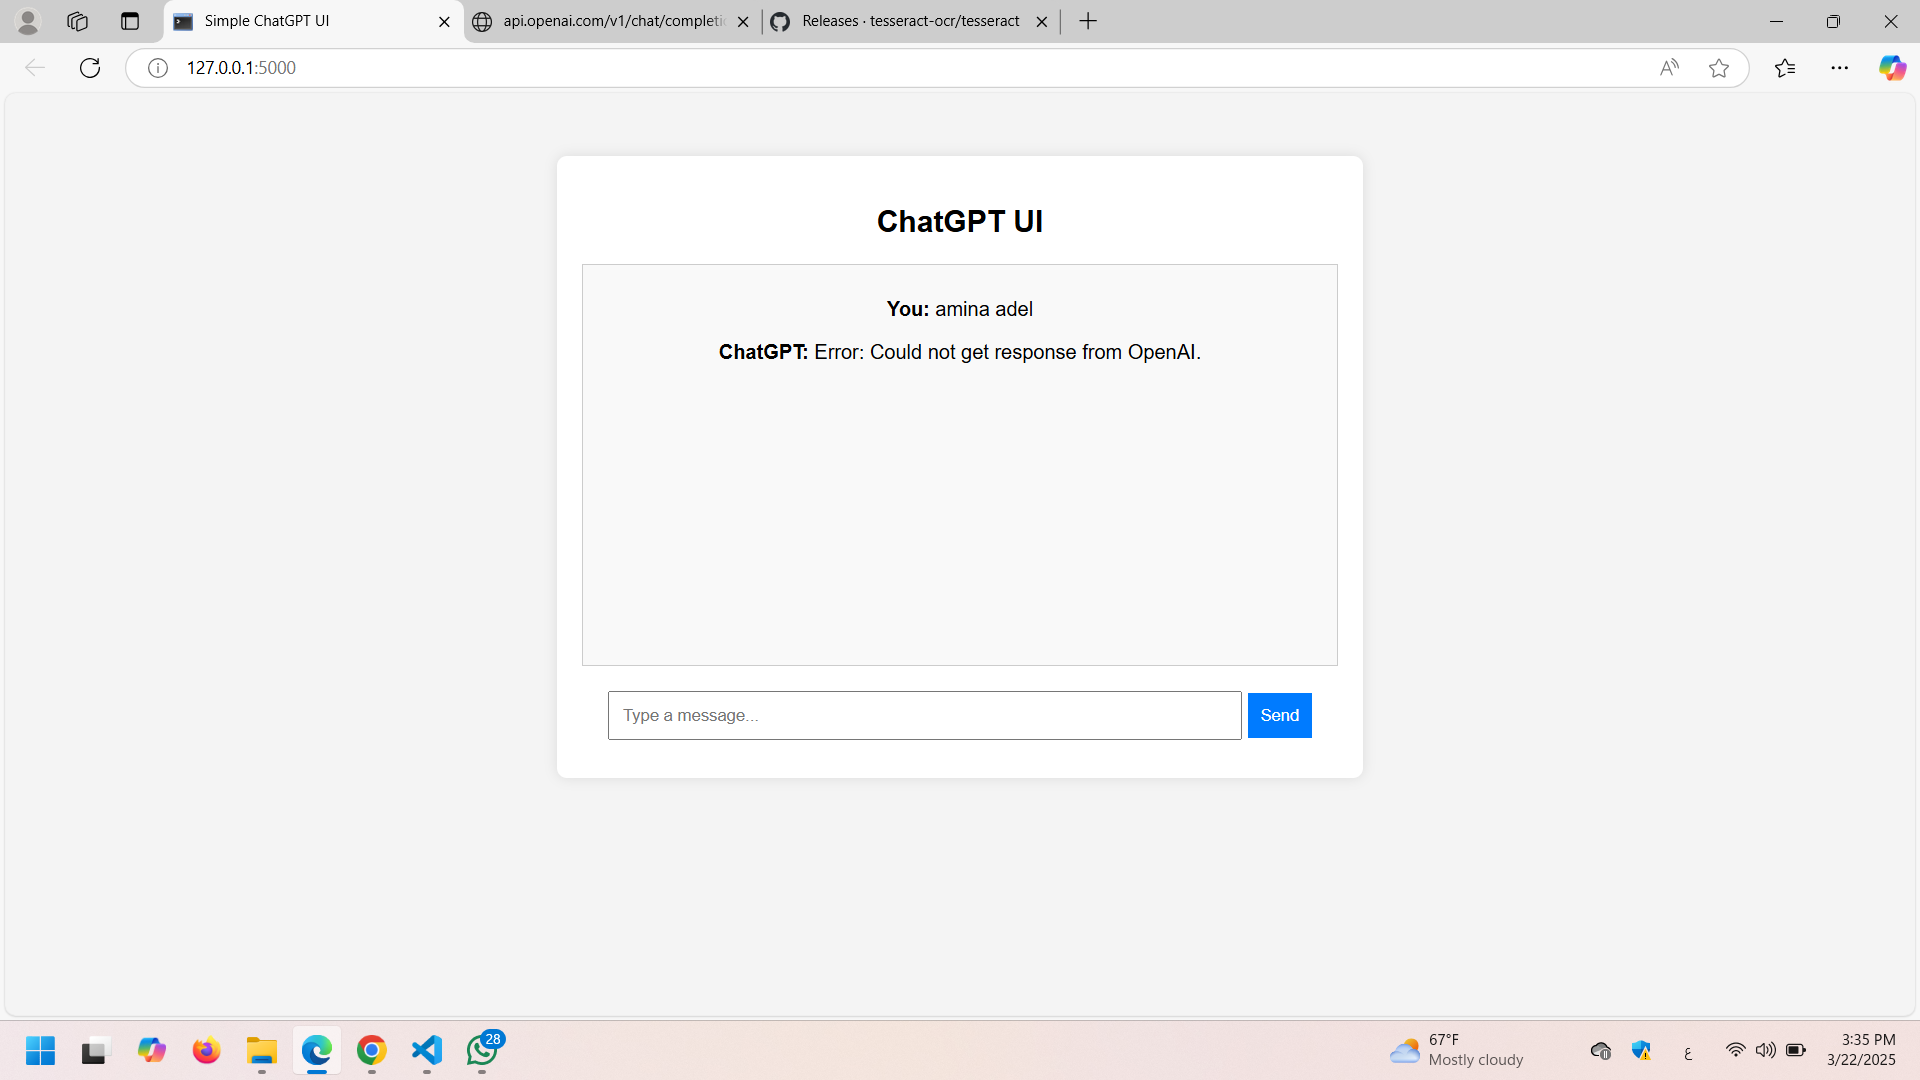 Simple ChatGPT UI
api.openai.com/v1/chat/completi
Releases · tesseract-ocr/tesseract
127.0.0.1:5000
ChatGPT UI
You: amina adel
ChatGPT: Error: Could not get response from OpenAI.
Type a message...
Send
28
67°F
Mostly cloudy
ع
3:35 PM
3/22/2025